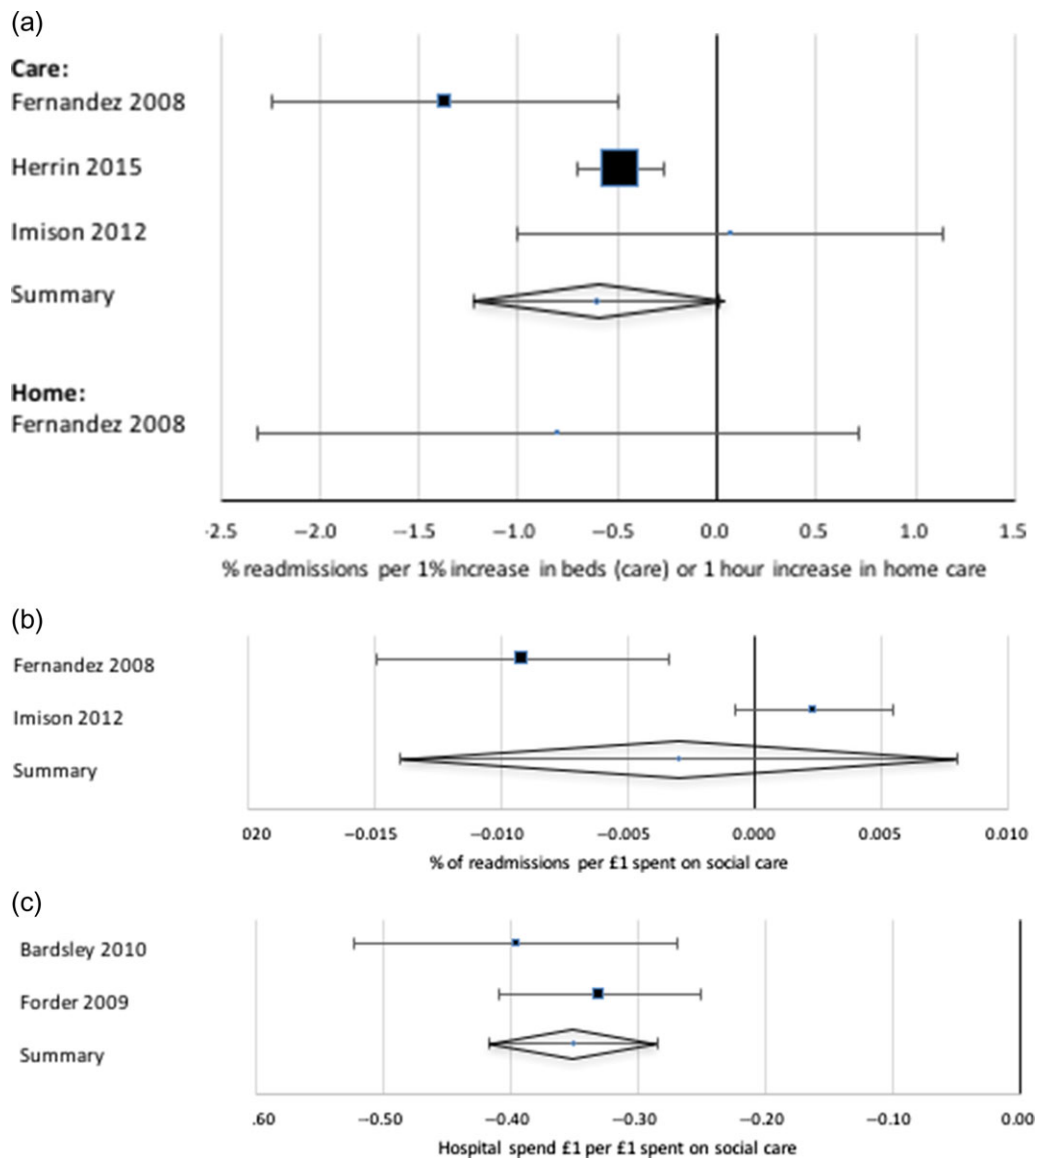 (a)
Care:
Fernandez 2008
Herrin 2015
Imison 2012
Summary
Home:
Fernandez 2008
-2.5 −2.0 −1.5 −1.0 −0.5 0.0 0.5 1.0 1.5
% readmissions per 1% increase in beds (care) or 1 hour increase in home care
(b)
Fernandez 2008
Imison 2012
Summary
020 −0.015 −0.010 −0.005 0.000 0.005 0.010
% of readmissions per £1 spent on social care
(c)
Bardsley 2010
Forder 2009
Summary
.60 −0.50 −0.40 −0.30 −0.20 −0.10 0.00
Hospital spend £1 per £1 spent on social care